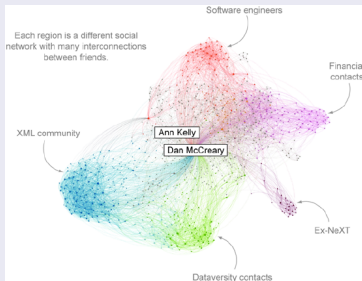 Software engineers
Each region is a different social
network with many interconnections
between friends.
Financial
contacts
Ann Kelly
XML community
Dan McCreary
Ex-NeXT
Dataversity contacts